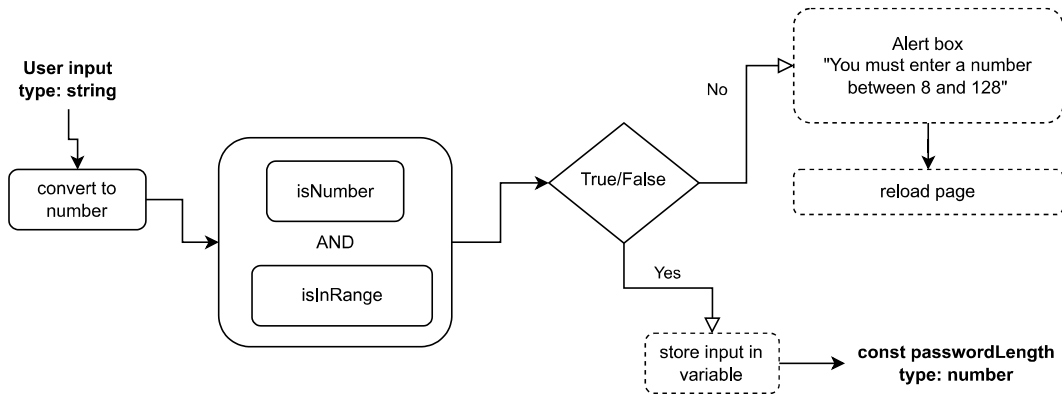 User input
type: string
convert to
number
isNumber
AND
isInRange
True/False
No
Alert box
"You must enter a number
between 8 and 128"
reload page
Yes
store input in
variable
const passwordLength
type: number